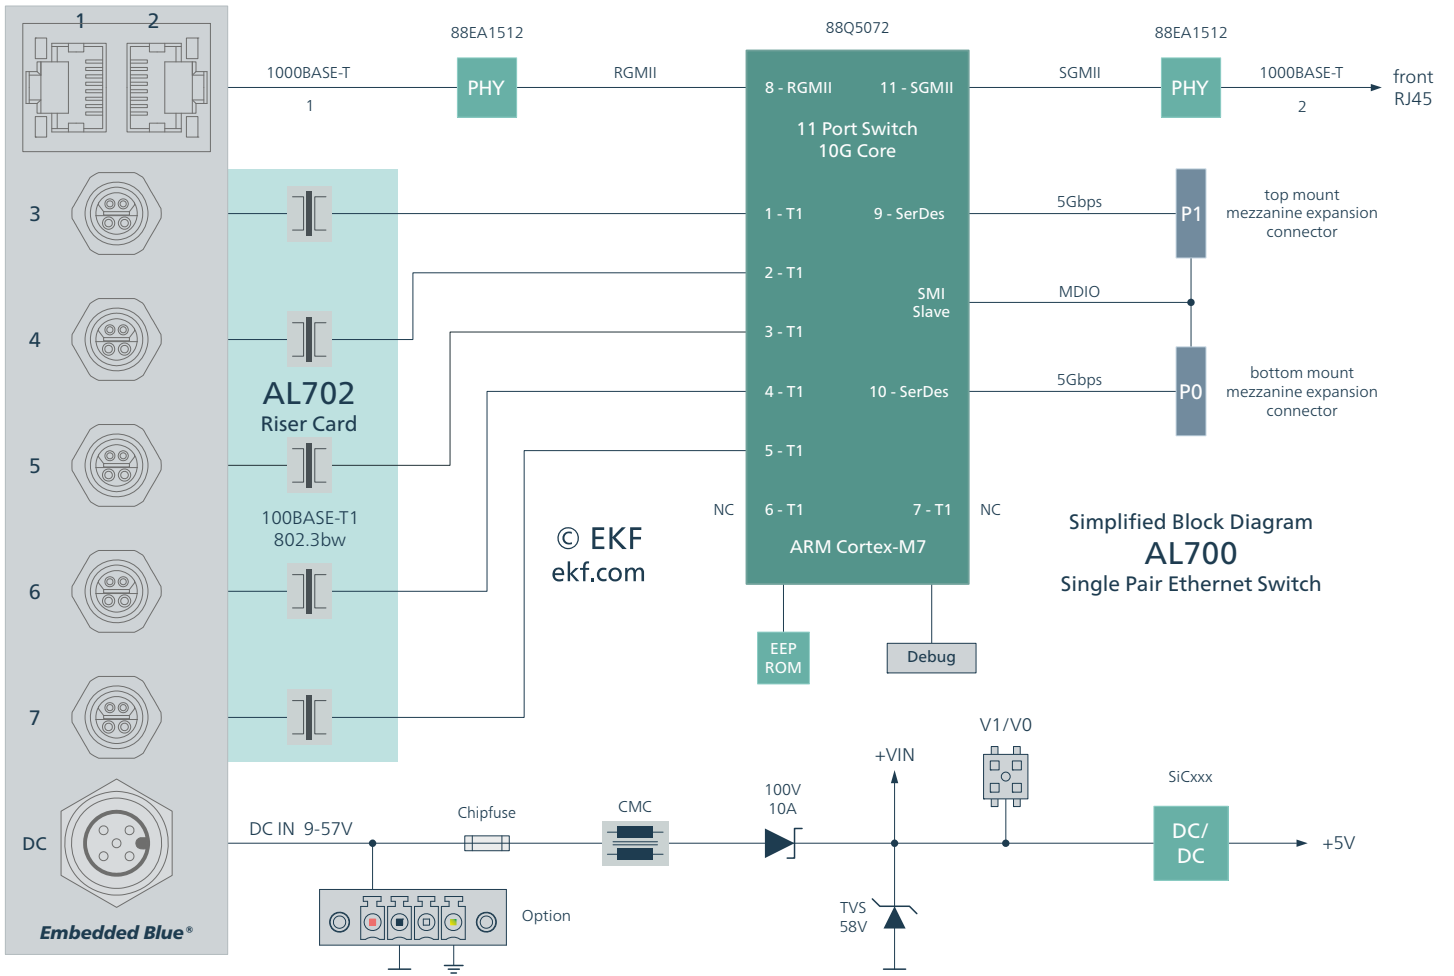 1 2
88EA1512
88Q5072
88EA1512
1000BASE-T
1
PHY
RGMII
8 - RGMII
11 - SGMII
SGMII
PHY
1000BASE-T
2
front
RJ45
11 Port Switch
10G Core
3
1 - T1
9 - SerDes
5Gbps
P1
top mount
mezzanine expansion
connector
2 - T1
SMI
Slave
MDIO
4
3 - T1
AL702
Riser Card
4 - T1
10 - SerDes
5Gbps
P0
bottom mount
mezzanine expansion
connector
5
5 - T1
100BASE-T1
802.3bw
NC
6 - T1
7 - T1
NC
ARM Cortex-M7
© EKF
ekf.com
Simplified Block Diagram
AL700
Single Pair Ethernet Switch
6
EEP
ROM
Debug
7
V1/V0
+VIN
SiCxxx
DC
DC IN 9-57V
Chipfuse
CMC
100V
10A
DC/
DC
+5V
Option
TVS
58V
Embedded Blue®